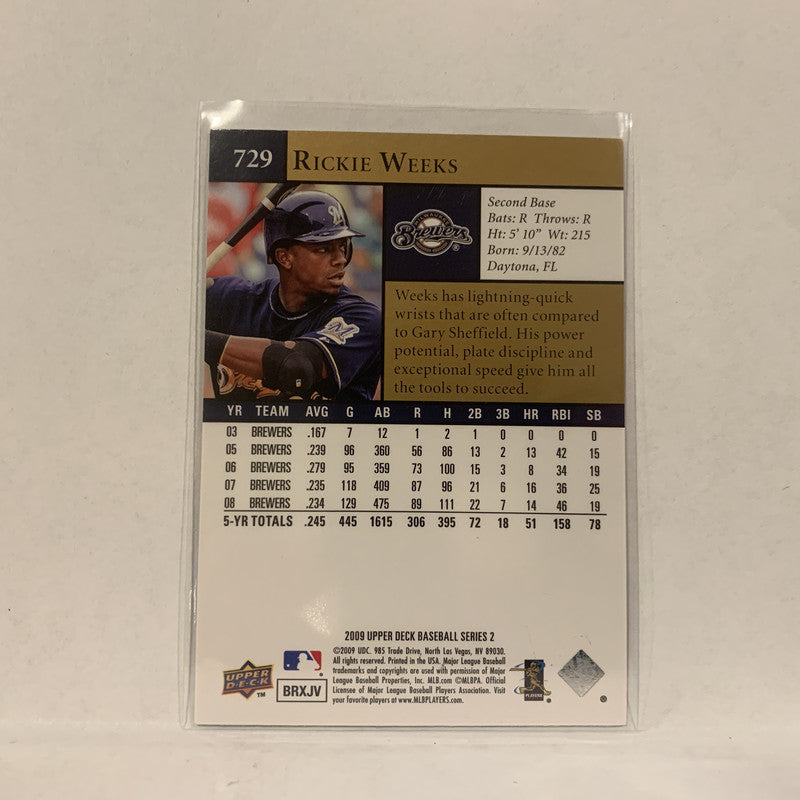 729 RICKIE WEEKS
MILWAUKEE
Brewers
Second Base
Bats: R Throws: R
Ht: 5' 10" Wt: 215
Born: 9/13/82
Daytona, FL
Weeks has lightning-quick
wrists that are often compared
to Gary Sheffield. His power
potential, plate discipline and
exceptional speed give him all
the tools to succeed.
YR TEAM AVG G AB R H 2B 3B HR RBI SB
03 BREWERS .167 7 12 1 2 1 0 0 0 0
05 BREWERS .239 96 360 56 86 13 2 13 42 15
06 BREWERS .279 95 359 73 100 15 3 8 34 19
07 BREWERS .235 118 409 87 96 21 6 16 36 25
08 BREWERS .234 129 475 89 111 22 7 14 46 19
5-YR TOTALS .245 445 1615 306 395 72 18 51 158 78
2009 UPPER DECK BASEBALL SERIES 2
©2009 UDC. 985 Trade Drive, North Las Vegas, NV 89030.
All rights reserved. Printed in the USA. Major League Baseball
trademarks and copyrights are used with permission of Major
League Baseball Properties, Inc. MLB.com ©MLBPA. Official
Licensee of Major League Baseball Players Association. Visit
your favorite players at www.MLBPLAYERS.com.
UPPER
DECK
TM
BRXJV
PLAYERS